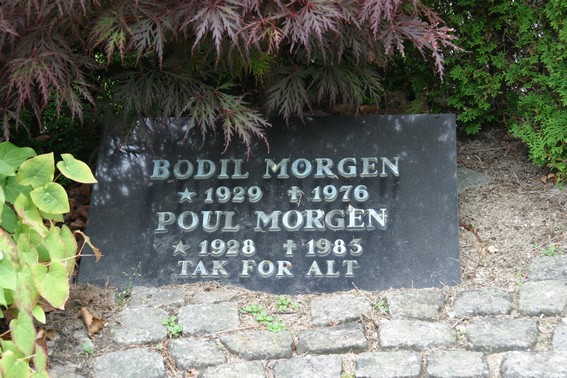 BODIL MORGEN
★ 1929 ✝ 1976
POUL MORGEN
★ 1928 ✝ 1983
TAK FOR ALT